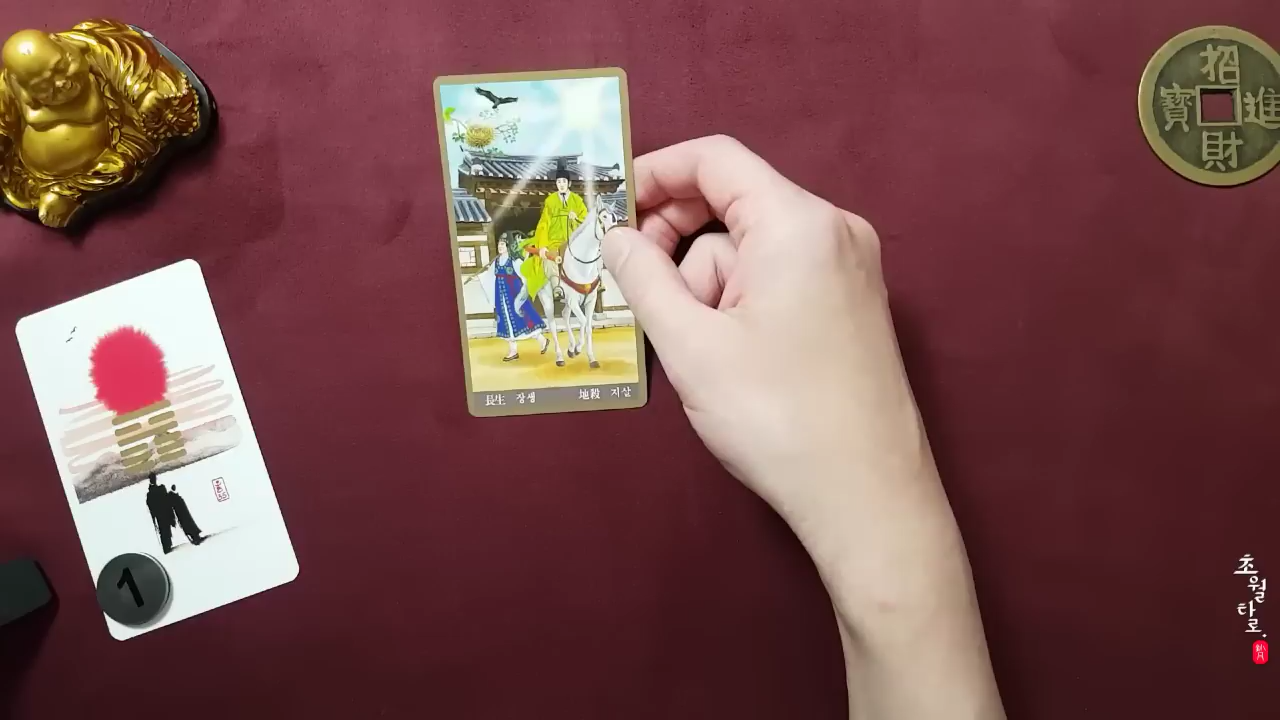 招
寶 進
財
長生 장생 地殺 지살
1
초월
타로.